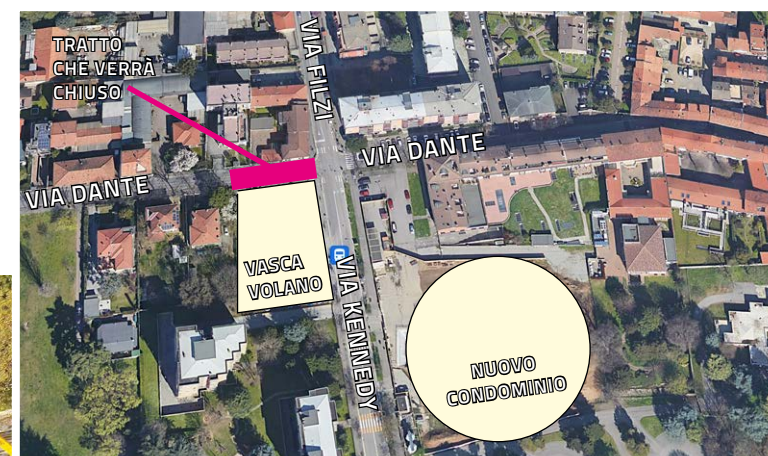 TRATTO
CHE VERRÀ
CHIUSO
VIA FILZI
VIA DANTE
VIA DANTE
VASCA
VOLANO
VIA KENNEDY
NUOVO
CONDOMINIO